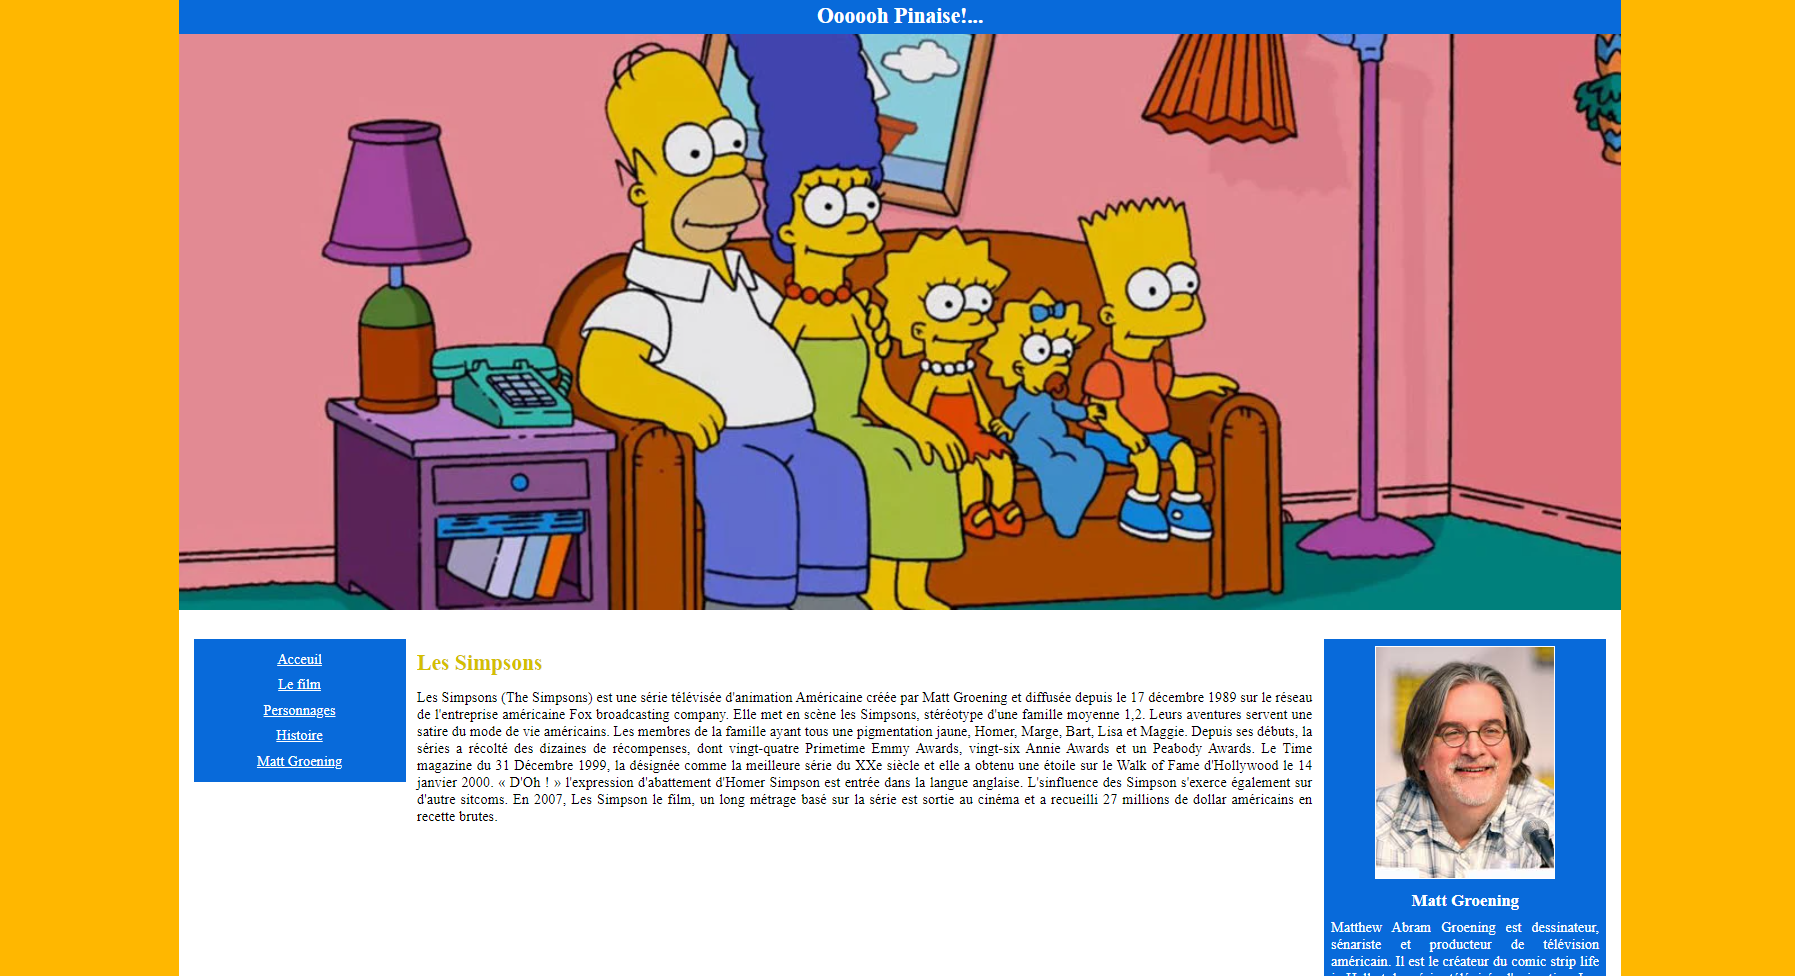 Oooooh Pinaise!...
Acceuil
Le film
Personnages
Histoire
Matt Groening
Les Simpsons
Les Simpsons (The Simpsons) est une série télévisée d'animation Américaine créée par Matt Groening et diffusée depuis le 17 décembre 1989 sur le réseau
de l'entreprise américaine Fox broadcasting company. Elle met en scène les Simpsons, stéréotype d'une famille moyenne 1,2. Leurs aventures servent une
satire du mode de vie américains. Les membres de la famille ayant tous une pigmentation jaune, Homer, Marge, Bart, Lisa et Maggie. Depuis ses débuts, la
séries a récolté des dizaines de récompenses, dont vingt-quatre Primetime Emmy Awards, vingt-six Annie Awards et un Peabody Awards. Le Time
magazine du 31 Décembre 1999, la désignée comme la meilleure série du XXe siècle et elle a obtenu une étoile sur le Walk of Fame d'Hollywood le 14
janvier 2000. « D'Oh ! » l'expression d'abattement d'Homer Simpson est entrée dans la langue anglaise. L'sinfluence des Simpson s'exerce également sur
d'autre sitcoms. En 2007, Les Simpson le film, un long métrage basé sur la série est sortie au cinéma et a recueilli 27 millions de dollar américains en
recette brutes.
Matt Groening
Matthew Abram Groening est dessinateur,
sénariste et producteur de télévision
américain. Il est le créateur du comic strip life